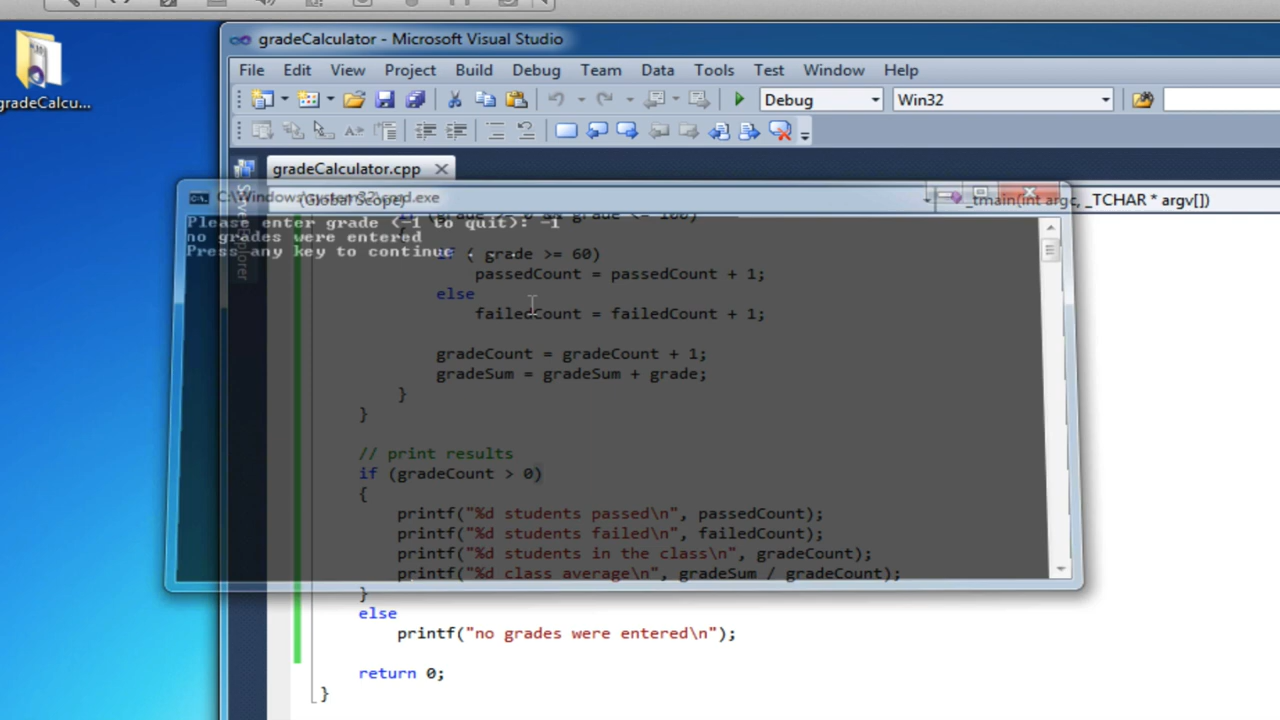 gradeCalculator - Microsoft Visual Studio
gradeCalcu...
File Edit View Project Build Debug Team Data Tools Test Window Help
Debug Win32
gradeCalculator.cpp
C:\Windows\system32\cmd.exe
(Global Scope)
_tmain(int argc, _TCHAR * argv[])
Please enter grade (-1 to quit): -1
no grades were entered
Press any key to continue . . .
if ( grade >= 60)
passedCount = passedCount + 1;
else
failedCount = failedCount + 1;
gradeCount = gradeCount + 1;
gradeSum = gradeSum + grade;
}
}
// print results
if (gradeCount > 0)
{
printf("%d students passed\n", passedCount);
printf("%d students failed\n", failedCount);
printf("%d students in the class\n", gradeCount);
printf("%d class average\n", gradeSum / gradeCount);
}
else
printf("no grades were entered\n");
return 0;
}